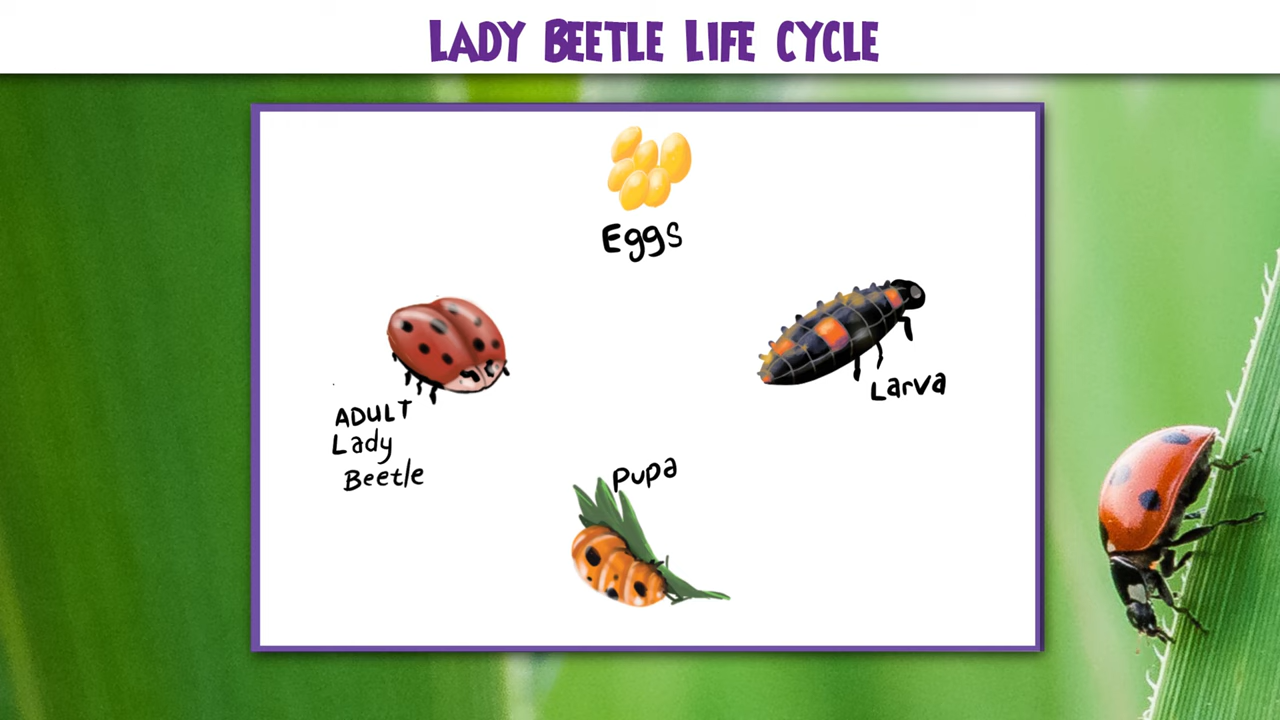 LADY BEETLE LIFE CYCLE
Eggs
Larva
ADULT
Lady
Beetle
Pupa